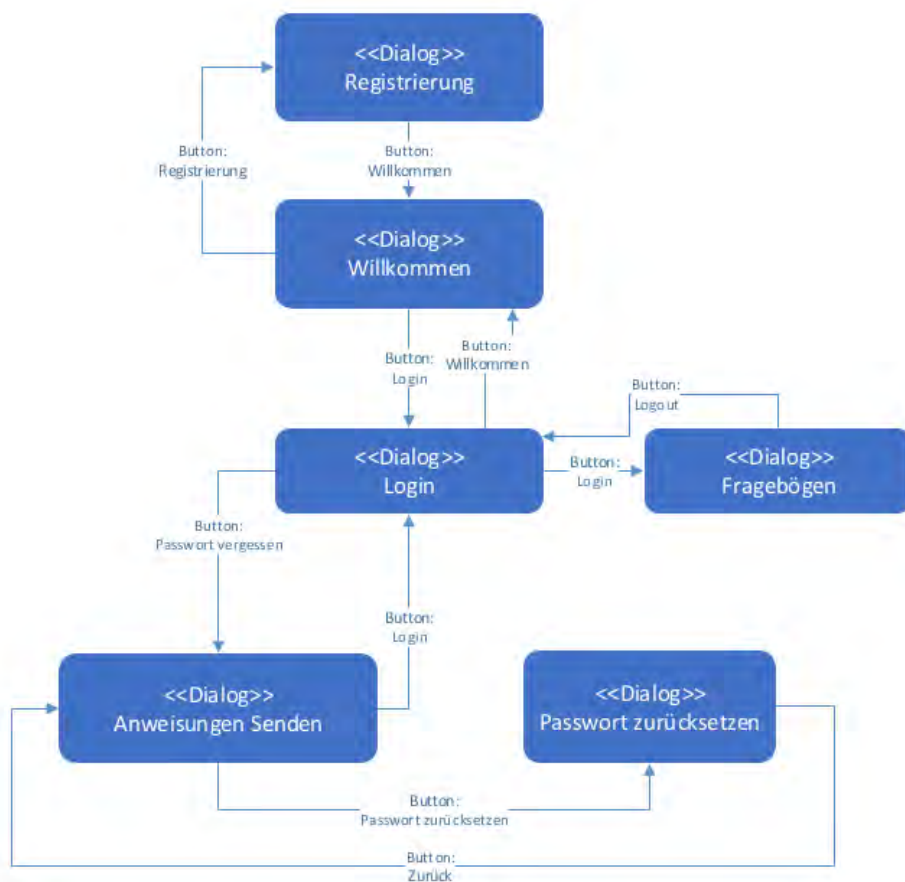 <<Dialog>>
Registrierung
Button:
Registrierung
Button:
Willkommen
<<Dialog>>
Willkommen
Button:
Login
Button:
Willkommen
Button:
Logout
<<Dialog>>
Login
Button:
Login
<<Dialog>>
Fragebögen
Button:
Passwort vergessen
Button:
Login
<<Dialog>>
Anweisungen Senden
<<Dialog>>
Passwort zurücksetzen
Button:
Passwort zurücksetzen
Button:
Zurück